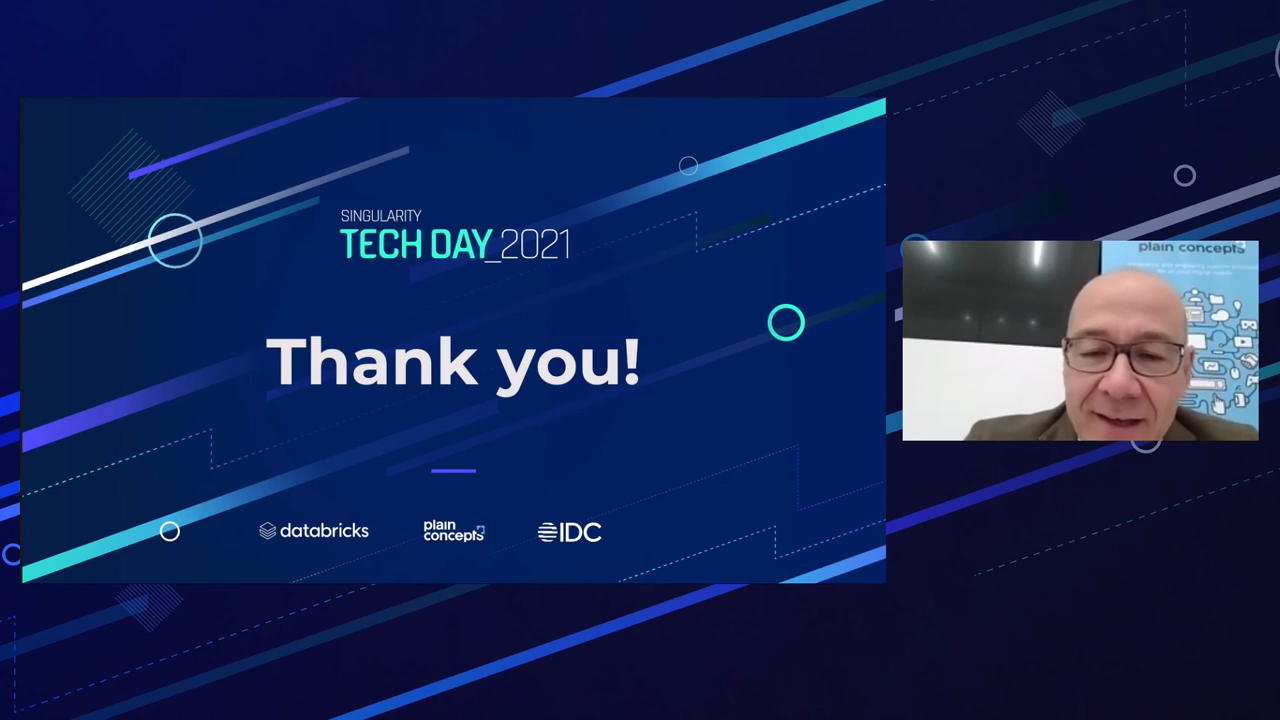 SINGULARITY
TECH DAY_2021
Thank you!
databricks
plain
concepts
IDC
plain concepts